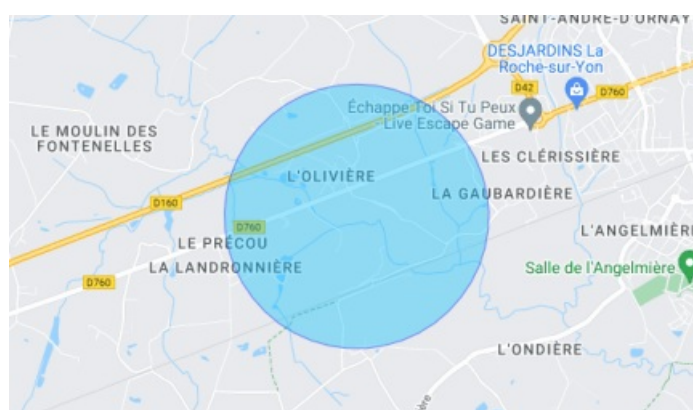 SAINT-ANDRÉ-D'ORNAY
DESJARDINS La
Roche-sur-Yon
D42
D760
Échappe Toi Si Tu Peux
- Live Escape Game
LE MOULIN DES
FONTENELLES
LES CLÉRISSIÈRE
L'OLIVIÈRE
LA GAUBARDIÈRE
D160
D760
L'ANGELMIÈRE
LE PRÉCOU
LA LANDRONNIÈRE
Salle de l'Angelmière
D760
L'ONDIÈRE